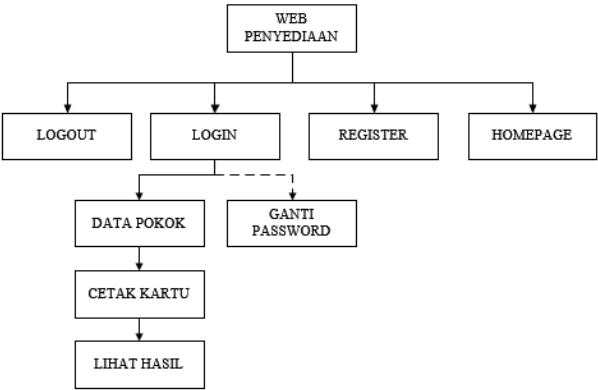 WEB
PENYEDIAAN
LOGOUT
LOGIN
REGISTER
HOMEPAGE
DATA POKOK
GANTI
PASSWORD
CETAK KARTU
LIHAT HASIL